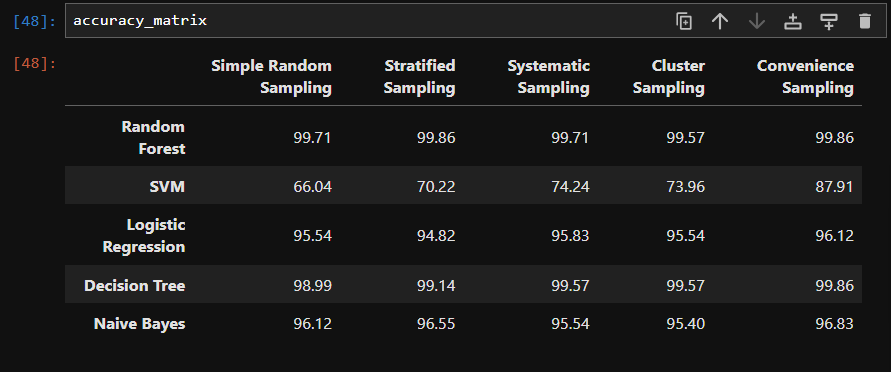 [48]: accuracy_matrix
[48]:
Simple Random Sampling Stratified Sampling Systematic Sampling Cluster Sampling Convenience Sampling
Random Forest 99.71 99.86 99.71 99.57 99.86
SVM 66.04 70.22 74.24 73.96 87.91
Logistic Regression 95.54 94.82 95.83 95.54 96.12
Decision Tree 98.99 99.14 99.57 99.57 99.86
Naive Bayes 96.12 96.55 95.54 95.40 96.83